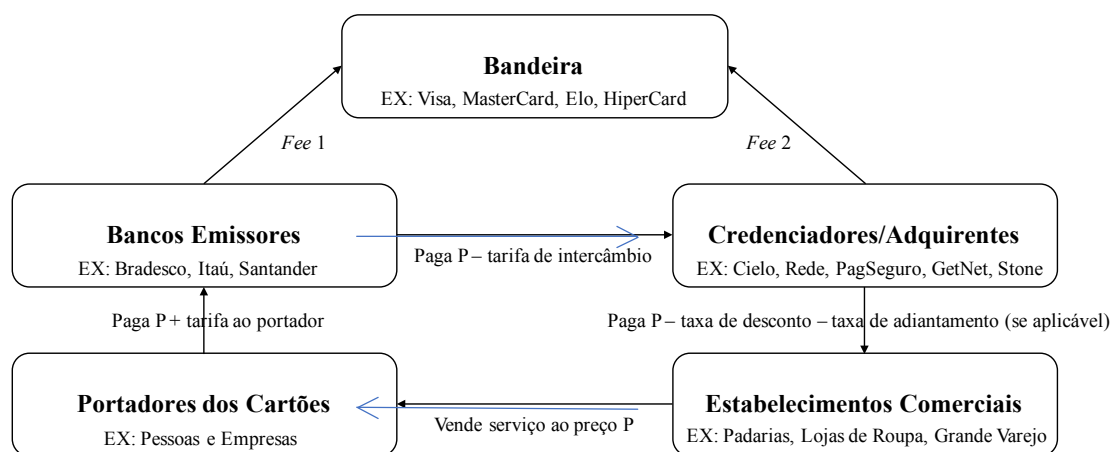 Bandeira
EX: Visa, MasterCard, Elo, HiperCard
Fee 1
Fee 2
Bancos Emissores
EX: Bradesco, Itaú, Santander
Paga P – tarifa de intercâmbio
Credenciadores/Adquirentes
EX: Cielo, Rede, PagSeguro, GetNet, Stone
Paga P + tarifa ao portador
Paga P – taxa de desconto – taxa de adiantamento (se aplicável)
Portadores dos Cartões
EX: Pessoas e Empresas
Vende serviço ao preço P
Estabelecimentos Comerciais
EX: Padarias, Lojas de Roupa, Grande Varejo